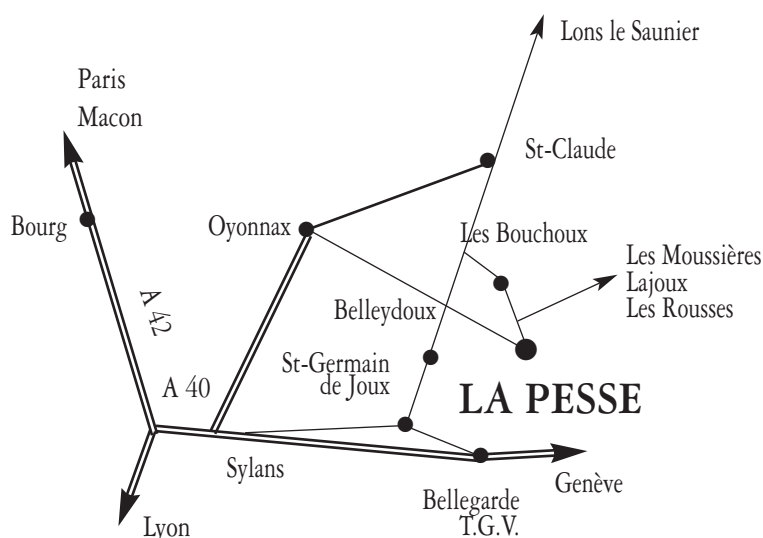 Lons le Saunier
Paris
Macon
St-Claude
Bourg
Oyonnax
Les Bouchoux
Les Moussières
Lajoux
Les Rousses
A 42
Belleydoux
St-Germain
de Joux
A 40
LA PESSE
Sylans
Genève
Bellegarde
T.G.V.
Lyon